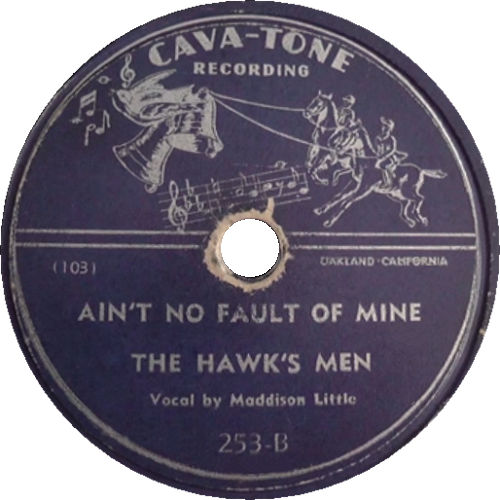 CAVA-TONE
RECORDING
(103)
OAKLAND-CALIFORNIA
AIN'T NO FAULT OF MINE
THE HAWK'S MEN
Vocal by Maddison Little
253-B